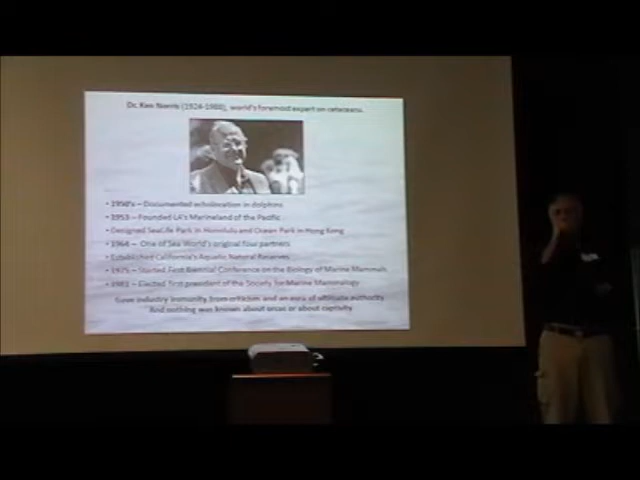 Dr. Ken Norris (1924-1988), world's foremost expert on cetaceans.
• 1950's – Documented echolocation in dolphins
• 1953 – Founded LA's Marineland of the Pacific
• Designed SeaLife Park in Honolulu and Ocean Park in Hong Kong
• 1964 – One of Sea World's original four partners
• Established California's Aquatic Natural Reserves
• 1975 – Started First Biennial Conference on the Biology of Marine Mammals
• 1981 – Elected first president of the Society for Marine Mammalogy
Gave industry immunity from criticism and an aura of ultimate authority
And nothing was known about orcas or about captivity